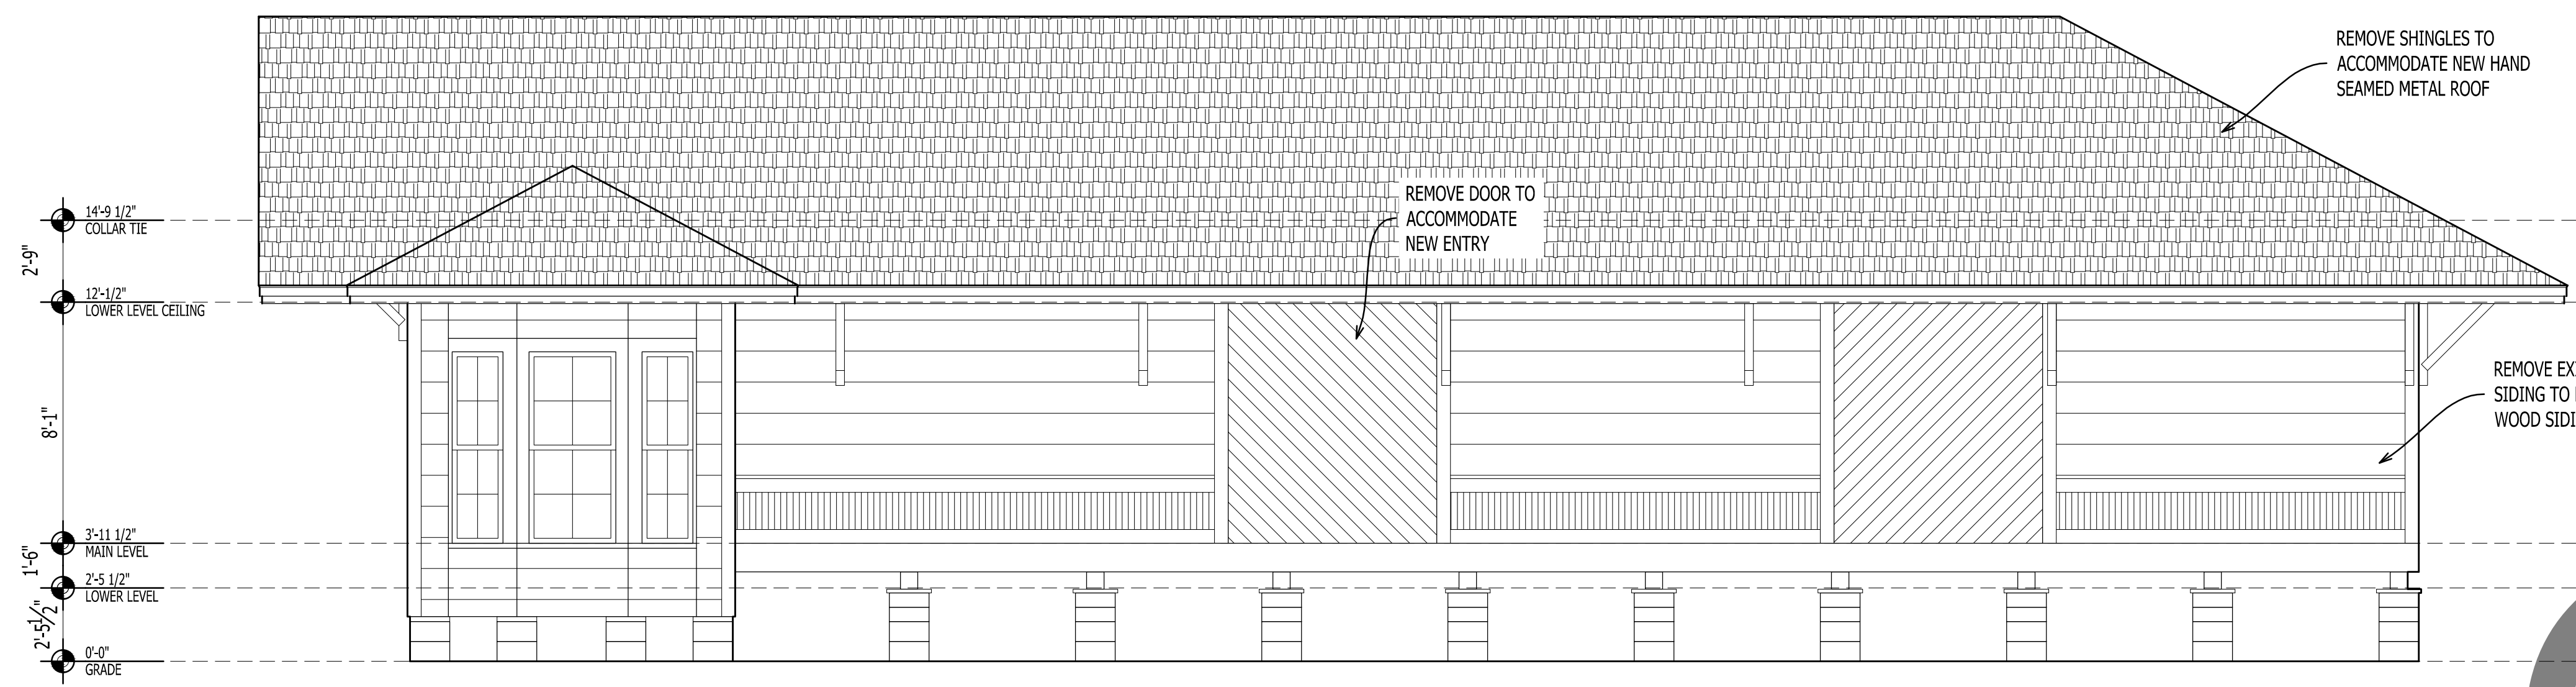 REMOVE SHINGLES TO
ACCOMMODATE NEW HAND
SEAMED METAL ROOF
REMOVE DOOR TO
ACCOMMODATE
NEW ENTRY
14'-9 1/2"
COLLAR TIE
2'-9"
12'-1/2"
LOWER LEVEL CEILING
8'-1"
REMOVE
SIDING TO
WOOD
3'-11 1/2"
MAIN LEVEL
1'-6"
2'-5 1/2"
LOWER LEVEL
2'-5 1/2"
0'-0"
GRADE